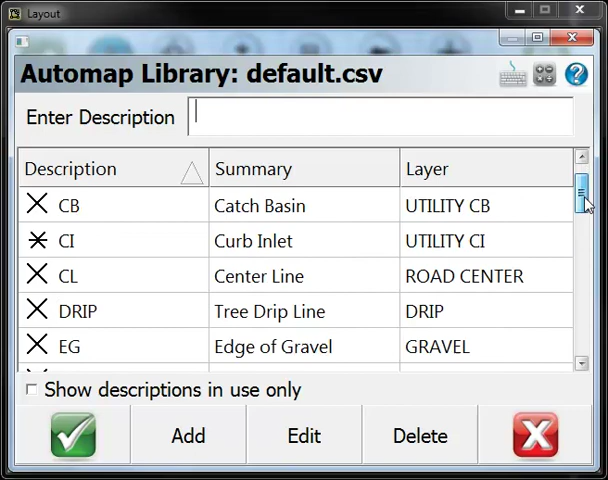 Layout
Automap Library: default.csv
Enter Description
Description Summary Layer
CB Catch Basin UTILITY CB
CI Curb Inlet UTILITY CI
CL Center Line ROAD CENTER
DRIP Tree Drip Line DRIP
EG Edge of Gravel GRAVEL
Show descriptions in use only
Add Edit Delete